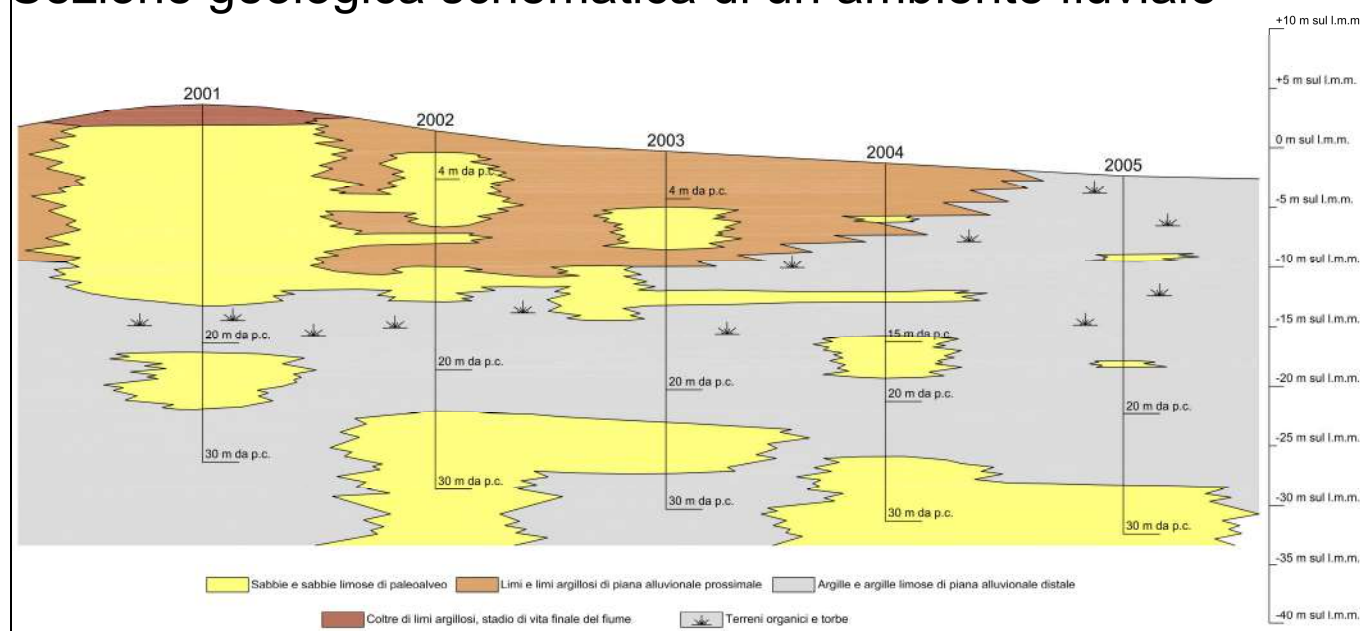 Sezione geologica schematica di un ambiente fluviale
+10 m sul l.m.m
+5 m sul l.m.m.
0 m sul l.m.m.
-5 m sul l.m.m.
-10 m sul l.m.m.
-15 m sul l.m.m.
-20 m sul l.m.m.
-25 m sul l.m.m.
-30 m sul l.m.m.
-35 m sul l.m.m.
-40 m sul l.m.m.
2001
20 m da p.c.
30 m da p.c.
2002
4 m da p.c.
20 m da p.c.
30 m da p.c.
2003
4 m da p.c.
20 m da p.c.
30 m da p.c.
2004
15 m da p.c.
20 m da p.c.
30 m da p.c.
2005
20 m da p.c.
30 m da p.c.
Sabbie e sabbie limose di paleoalveo
Limi e limi argillosi di piana alluvionale prossimale
Argille e argille limose di piana alluvionale distale
Coltre di limi argillosi, stadio di vita finale del fiume
Terreni organici e torbe